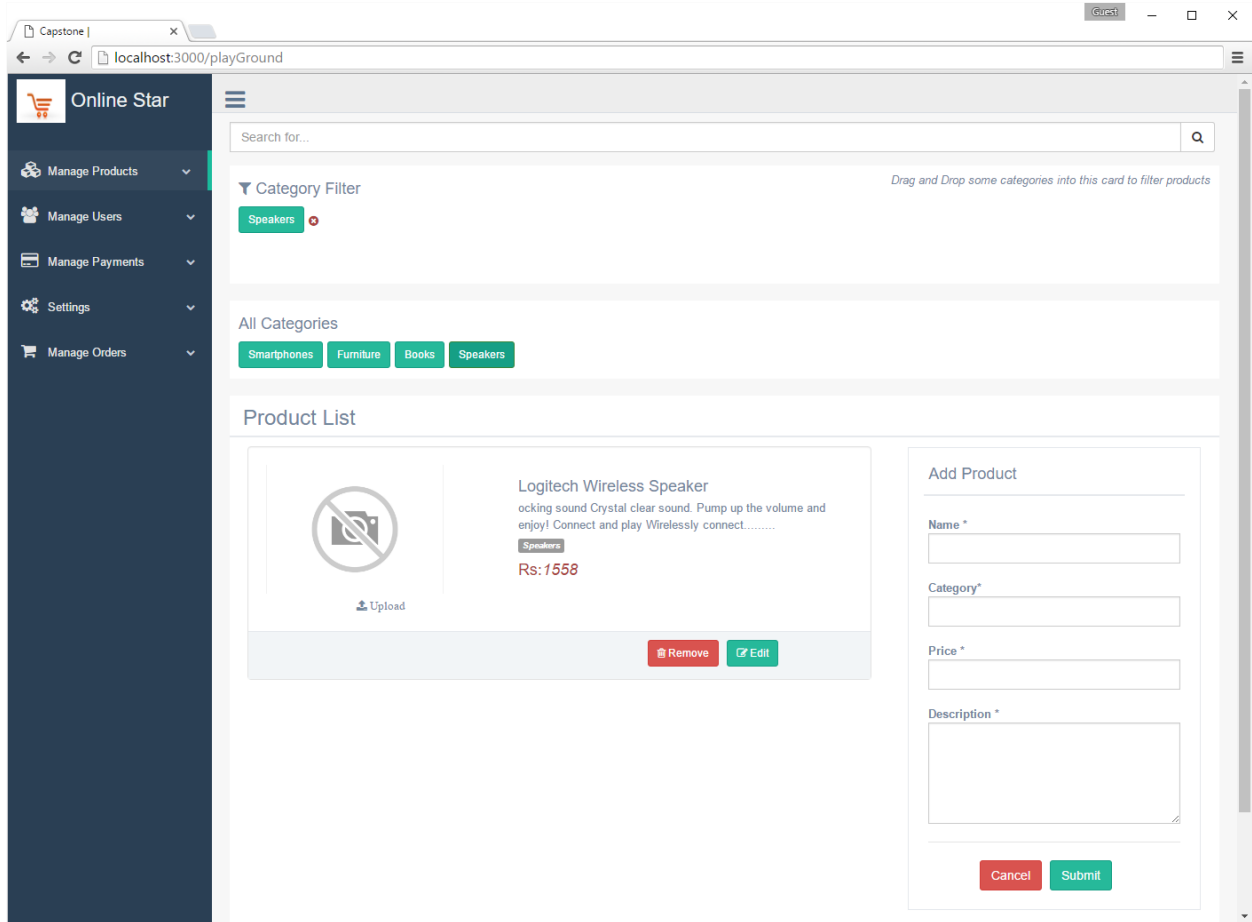 Guest
Capstone |
localhost:3000/playGround
Online Star
Search for...
Manage Products
Manage Users
Manage Payments
Settings
Manage Orders
Category Filter
Drag and Drop some categories into this card to filter products
Speakers
All Categories
Smartphones Furniture Books Speakers
Product List
Logitech Wireless Speaker
ocking sound Crystal clear sound. Pump up the volume and
enjoy! Connect and play Wirelessly connect.........
Speakers
Rs:1558
Upload
Remove Edit
Add Product
Name *
Category*
Price *
Description *
Cancel Submit